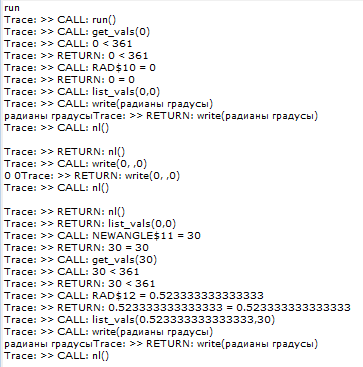 run
Trace: >> CALL: run()
Trace: >> CALL: get_vals(0)
Trace: >> CALL: 0 < 361
Trace: >> RETURN: 0 < 361
Trace: >> CALL: RAD$10 = 0
Trace: >> RETURN: 0 = 0
Trace: >> CALL: list_vals(0,0)
Trace: >> CALL: write(радианы градусы)
радианы градусыTrace: >> RETURN: write(радианы градусы)
Trace: >> CALL: nl()
Trace: >> RETURN: nl()
Trace: >> CALL: write(0, ,0)
0 0Trace: >> RETURN: write(0, ,0)
Trace: >> CALL: nl()
Trace: >> RETURN: nl()
Trace: >> RETURN: list_vals(0,0)
Trace: >> CALL: NEWANGLE$11 = 30
Trace: >> RETURN: 30 = 30
Trace: >> CALL: get_vals(30)
Trace: >> CALL: 30 < 361
Trace: >> RETURN: 30 < 361
Trace: >> CALL: RAD$12 = 0.523333333333333
Trace: >> RETURN: 0.523333333333333 = 0.523333333333333
Trace: >> CALL: list_vals(0.523333333333333,30)
Trace: >> CALL: write(радианы градусы)
радианы градусыTrace: >> RETURN: write(радианы градусы)
Trace: >> CALL: nl()